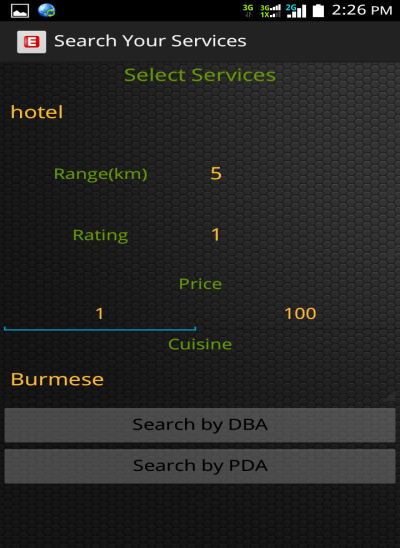 3G 3G 1X 2G 2:26 PM
E Search Your Services
Select Services
hotel
Range(km) 5
Rating 1
Price
1 100
Cuisine
Burmese
Search by DBA
Search by PDA